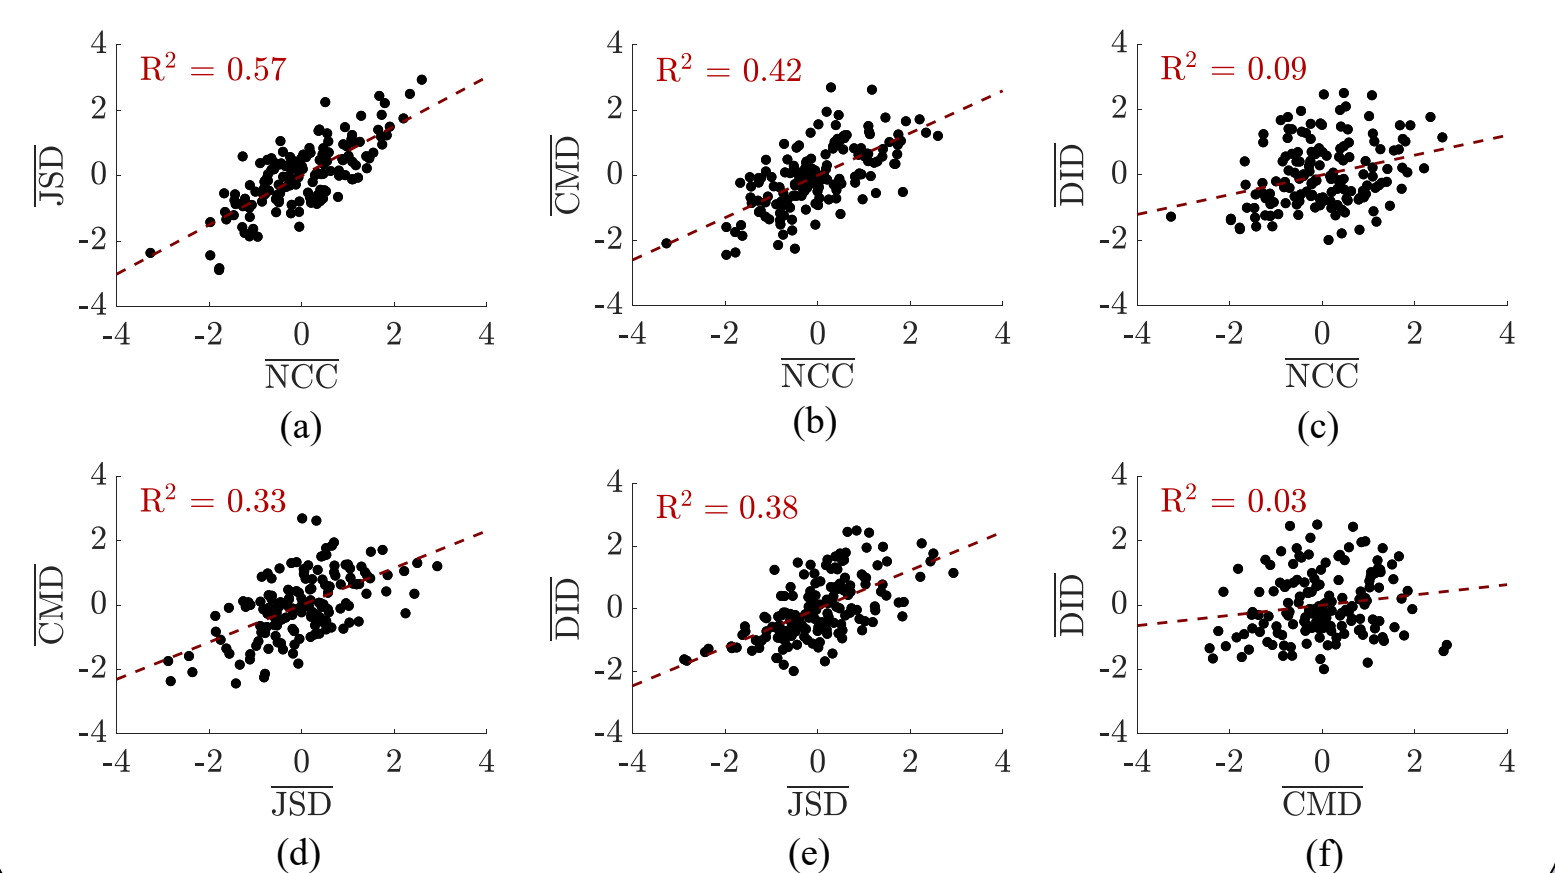 R² = 0.57
4
2
0
-2
-4
JSD
-4 -2 0 2 4
NCC
(a)
R² = 0.42
4
2
0
-2
-4
CMD
-4 -2 0 2 4
NCC
(b)
R² = 0.09
4
2
0
-2
-4
DID
-4 -2 0 2 4
NCC
(c)
R² = 0.33
4
2
0
-2
-4
CMD
-4 -2 0 2 4
JSD
(d)
R² = 0.38
4
2
0
-2
-4
DID
-4 -2 0 2 4
JSD
(e)
R² = 0.03
4
2
0
-2
-4
DID
-4 -2 0 2 4
CMD
(f)